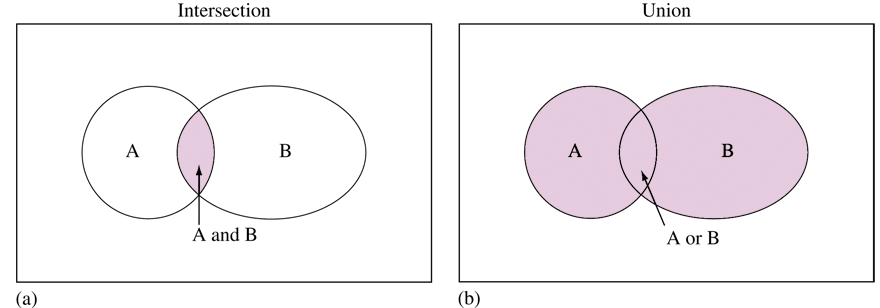 Intersection
A
B
A and B
(a)
Union
A
B
A or B
(b)